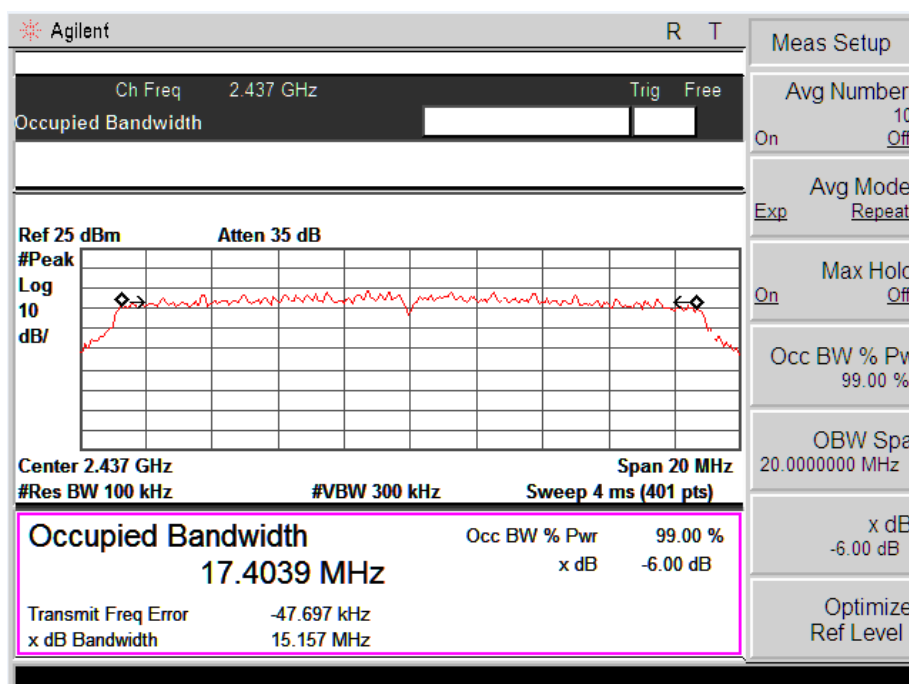 Agilent R T
Meas Setup
Ch Freq 2.437 GHz Trig Free
Occupied Bandwidth
Avg Number
10
On Off
Avg Mode
Exp Repeat
Max Hold
On Off
Occ BW % Pw
99.00 %
OBW Spa
20.0000000 MHz
x dB
-6.00 dB
Optimize
Ref Level
Ref 25 dBm Atten 35 dB
#Peak
Log
10
dB/
Center 2.437 GHz Span 20 MHz
#Res BW 100 kHz #VBW 300 kHz Sweep 4 ms (401 pts)
Occupied Bandwidth Occ BW % Pwr 99.00 %
17.4039 MHz x dB -6.00 dB
Transmit Freq Error -47.697 kHz
x dB Bandwidth 15.157 MHz